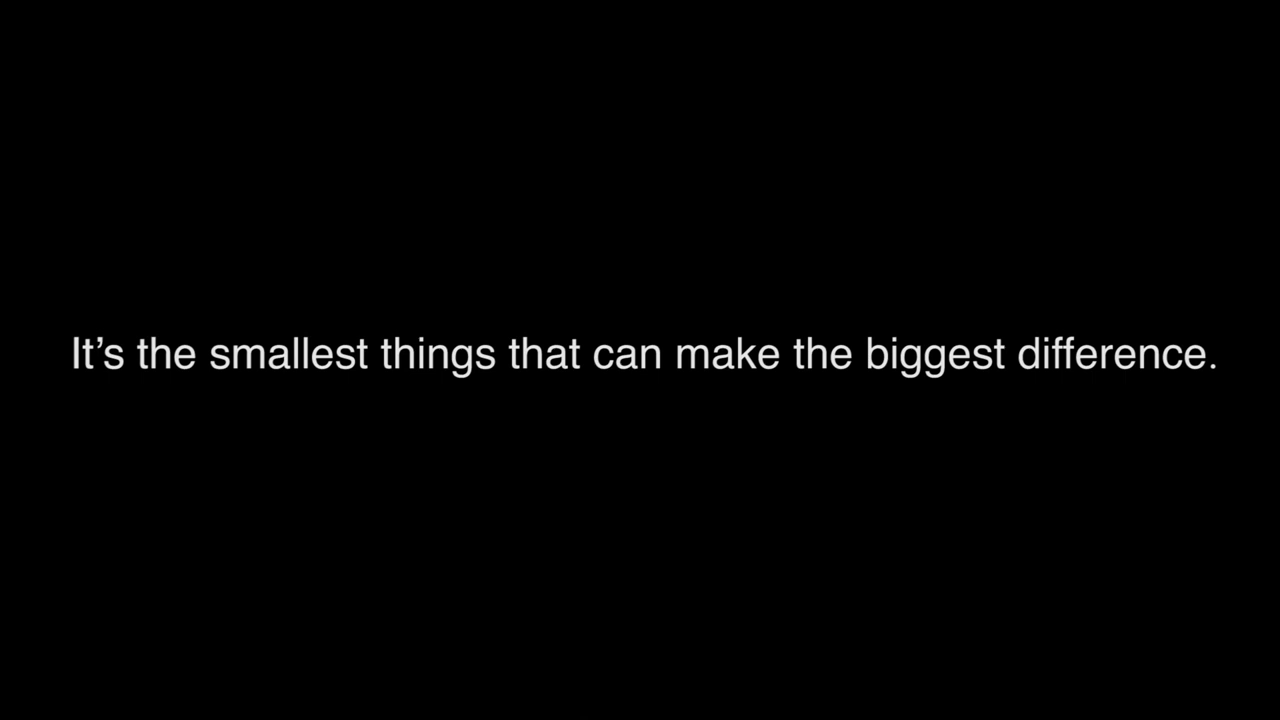 It’s the smallest things that can make the biggest difference.